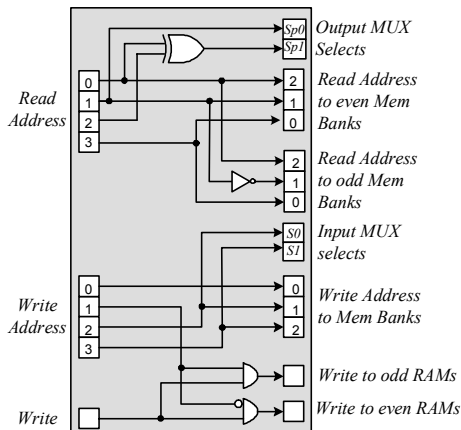 Sp0
Output MUX
Sp1
Selects
Read
Address
0
1
2
3
2
Read Address
1
to even Mem
0
Banks
2
Read Address
1
to odd Mem
0
Banks
S0
Input MUX
S1
selects
Write
Address
0
1
2
3
0
Write Address
1
to Mem Banks
2
Write to odd RAMs
Write
Write to even RAMs